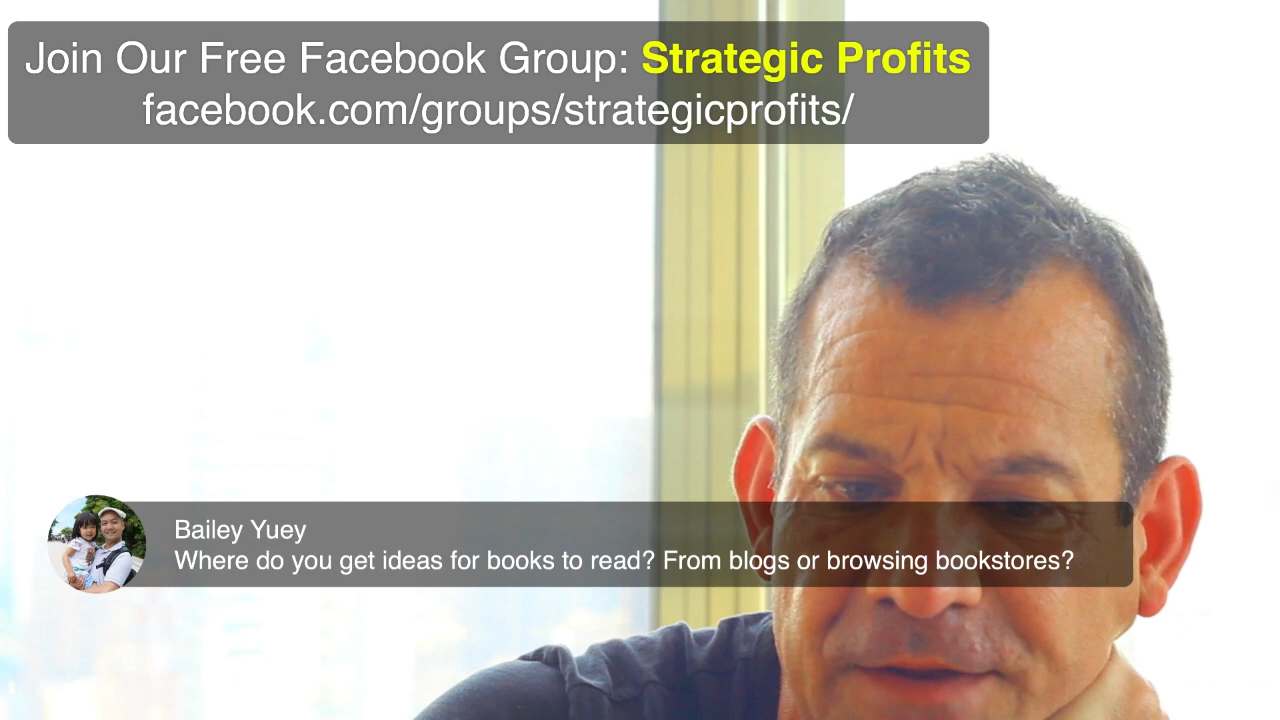 Join Our Free Facebook Group: Strategic Profits
facebook.com/groups/strategicprofits/
Bailey Yuey
Where do you get ideas for books to read? From blogs or browsing bookstores?